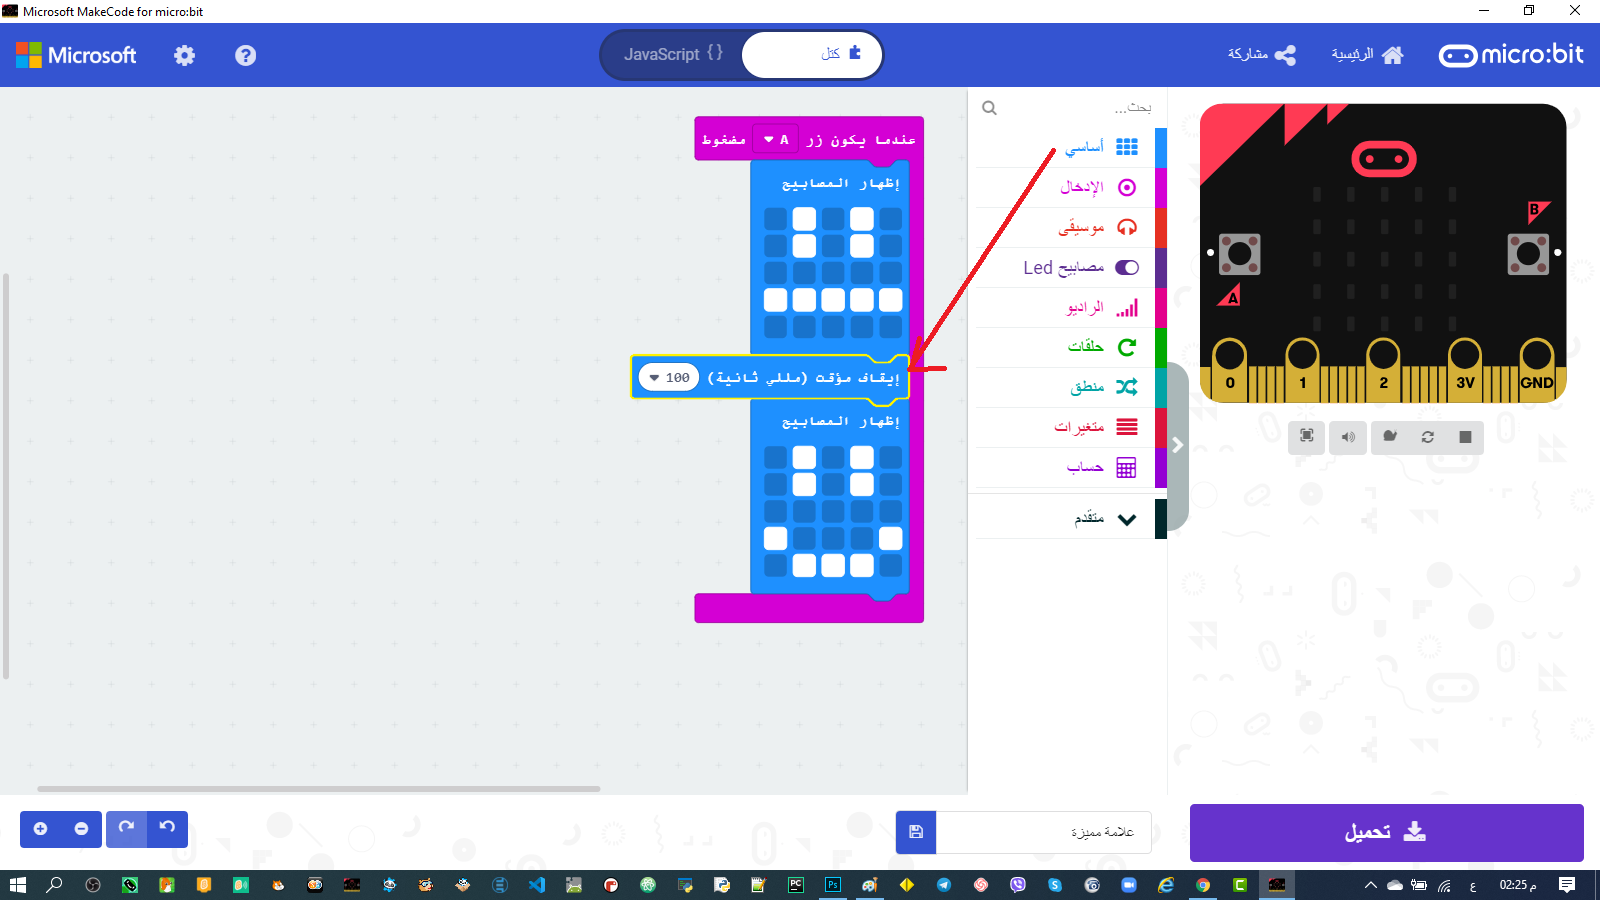 Microsoft MakeCode for micro:bit
Microsoft
JavaScript {}
كتل
مشاركة
الرئيسية
micro:bit
بحث...
أساسي
الإدخال
موسيقى
مصابيح Led
الراديو
حلقات
منطق
متغيرات
حساب
متقدم
عندما يكون زر A مضغوط
إظهار المصابيح
إيقاف مؤقت (مللي ثانية) 100
إظهار المصابيح
A
B
0
1
2
3V
GND
علامة مميزة
تحميل
02:25 م
ع